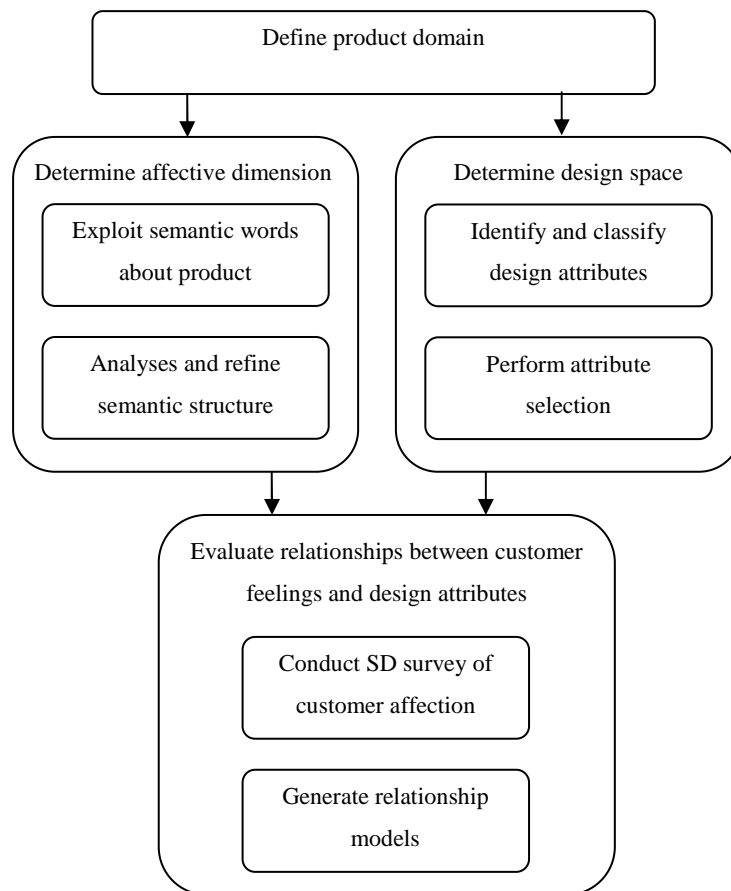 Define product domain
Determine affective dimension
Exploit semantic words
about product
Analyses and refine
semantic structure
Determine design space
Identify and classify
design attributes
Perform attribute
selection
Evaluate relationships between customer
feelings and design attributes
Conduct SD survey of
customer affection
Generate relationship
models